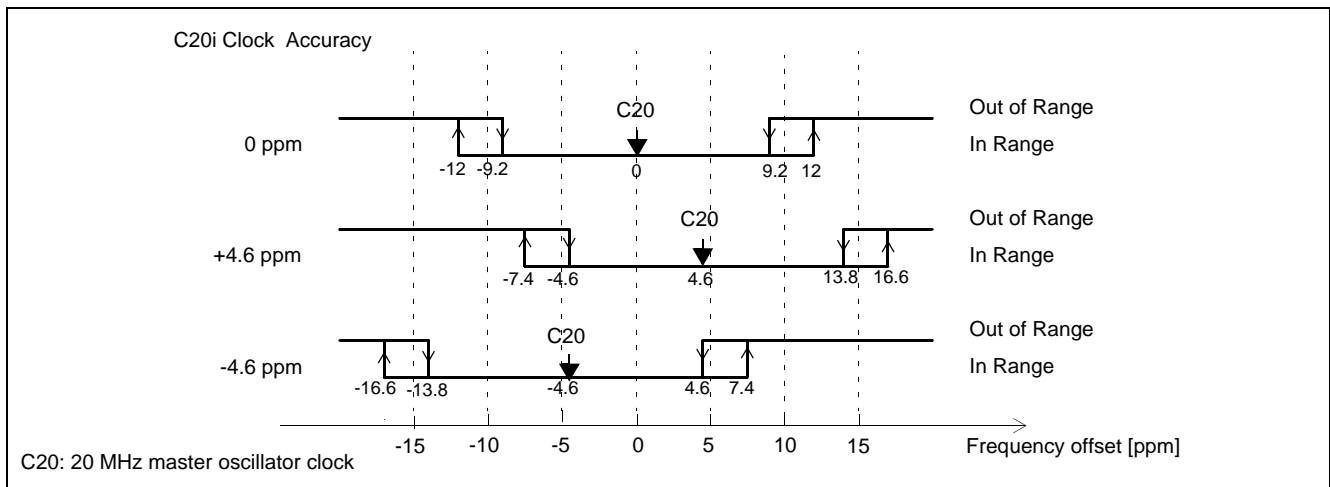 C20i Clock Accuracy
C20
Out of Range
0 ppm
In Range
-12 -9.2 0 9.2 12
C20
Out of Range
+4.6 ppm
In Range
-7.4 -4.6 4.6 13.8 16.6
C20
Out of Range
-4.6 ppm
In Range
-16.6 -13.8 -4.6 4.6 7.4
-15 -10 -5 0 5 10 15 Frequency offset [ppm]
C20: 20 MHz master oscillator clock